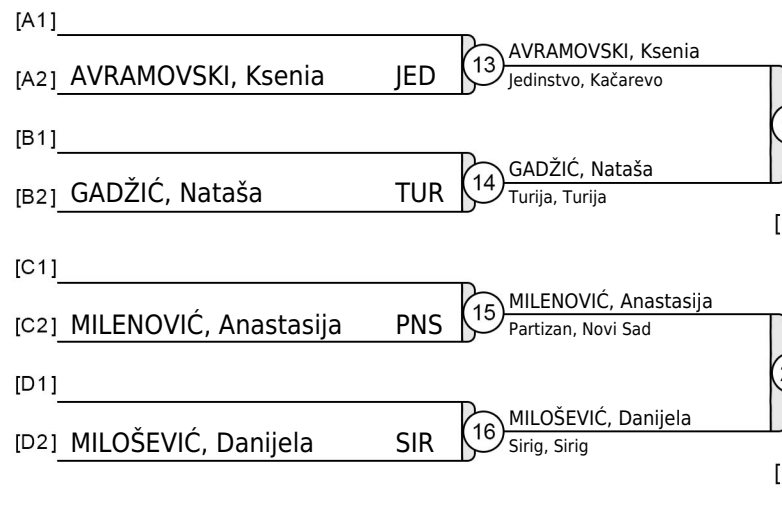 [A1]
[A2] AVRAMOVSKI, Ksenia JED
13
AVRAMOVSKI, Ksenia
Jedinstvo, Kačarevo
[B1]
[B2] GADŽIĆ, Nataša TUR
14
GADŽIĆ, Nataša
Turija, Turija
[
[C1]
[C2] MILENOVIĆ, Anastasija PNS
15
MILENOVIĆ, Anastasija
Partizan, Novi Sad
[D1]
[D2] MILOŠEVIĆ, Danijela SIR
16
MILOŠEVIĆ, Danijela
Sirig, Sirig
[